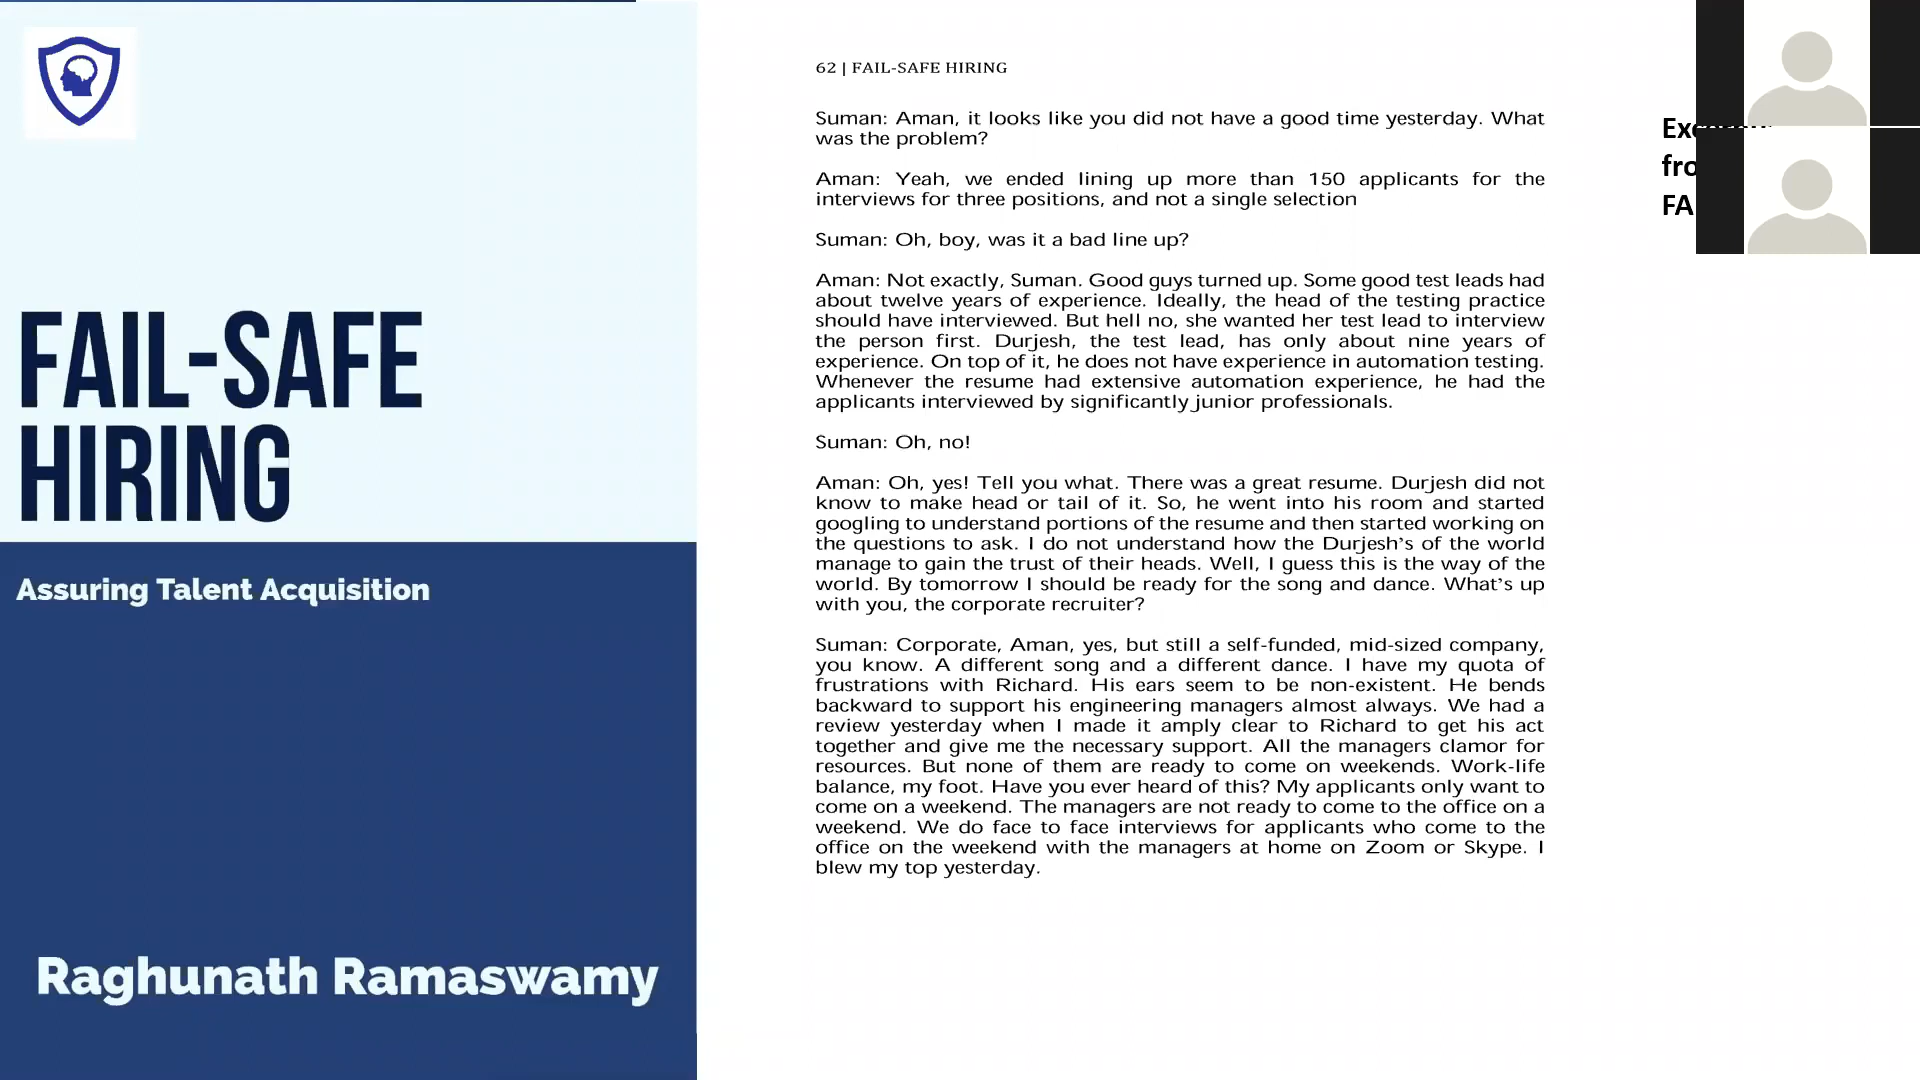 FAIL-SAFE
HIRING
Assuring Talent Acquisition
Raghunath Ramaswamy
62 | FAIL-SAFE HIRING
Suman: Aman, it looks like you did not have a good time yesterday. What
was the problem?
Aman: Yeah, we ended lining up more than 150 applicants for the
interviews for three positions, and not a single selection
Suman: Oh, boy, was it a bad line up?
Aman: Not exactly, Suman. Good guys turned up. Some good test leads had
about twelve years of experience. Ideally, the head of the testing practice
should have interviewed. But hell no, she wanted her test lead to interview
the person first. Durjesh, the test lead, has only about nine years of
experience. On top of it, he does not have experience in automation testing.
Whenever the resume had extensive automation experience, he had the
applicants interviewed by significantly junior professionals.
Suman: Oh, no!
Aman: Oh, yes! Tell you what. There was a great resume. Durjesh did not
know to make head or tail of it. So, he went into his room and started
googling to understand portions of the resume and then started working on
the questions to ask. I do not understand how the Durjesh’s of the world
manage to gain the trust of their heads. Well, I guess this is the way of the
world. By tomorrow I should be ready for the song and dance. What’s up
with you, the corporate recruiter?
Suman: Corporate, Aman, yes, but still a self-funded, mid-sized company,
you know. A different song and a different dance. I have my quota of
frustrations with Richard. His ears seem to be non-existent. He bends
backward to support his engineering managers almost always. We had a
review yesterday when I made it amply clear to Richard to get his act
together and give me the necessary support. All the managers clamor for
resources. But none of them are ready to come on weekends. Work-life
balance, my foot. Have you ever heard of this? My applicants only want to
come on a weekend. The managers are not ready to come to the office on a
weekend. We do face to face interviews for applicants who come to the
office on the weekend with the managers at home on Zoom or Skype. I
blew my top yesterday.